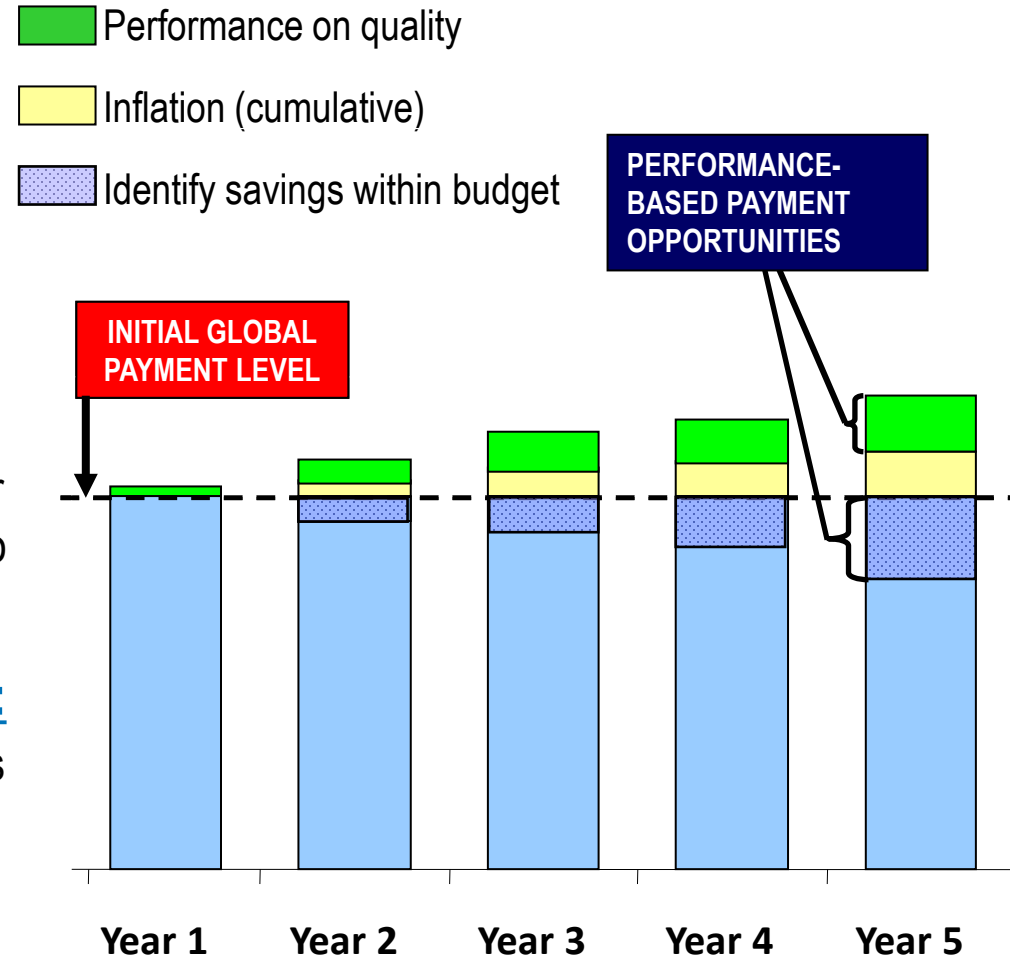 Performance on quality
Inflation (cumulative)
Identify savings within budget
PERFORMANCE-
BASED PAYMENT
OPPORTUNITIES
INITIAL GLOBAL
PAYMENT LEVEL
Year 1 Year 2 Year 3 Year 4 Year 5